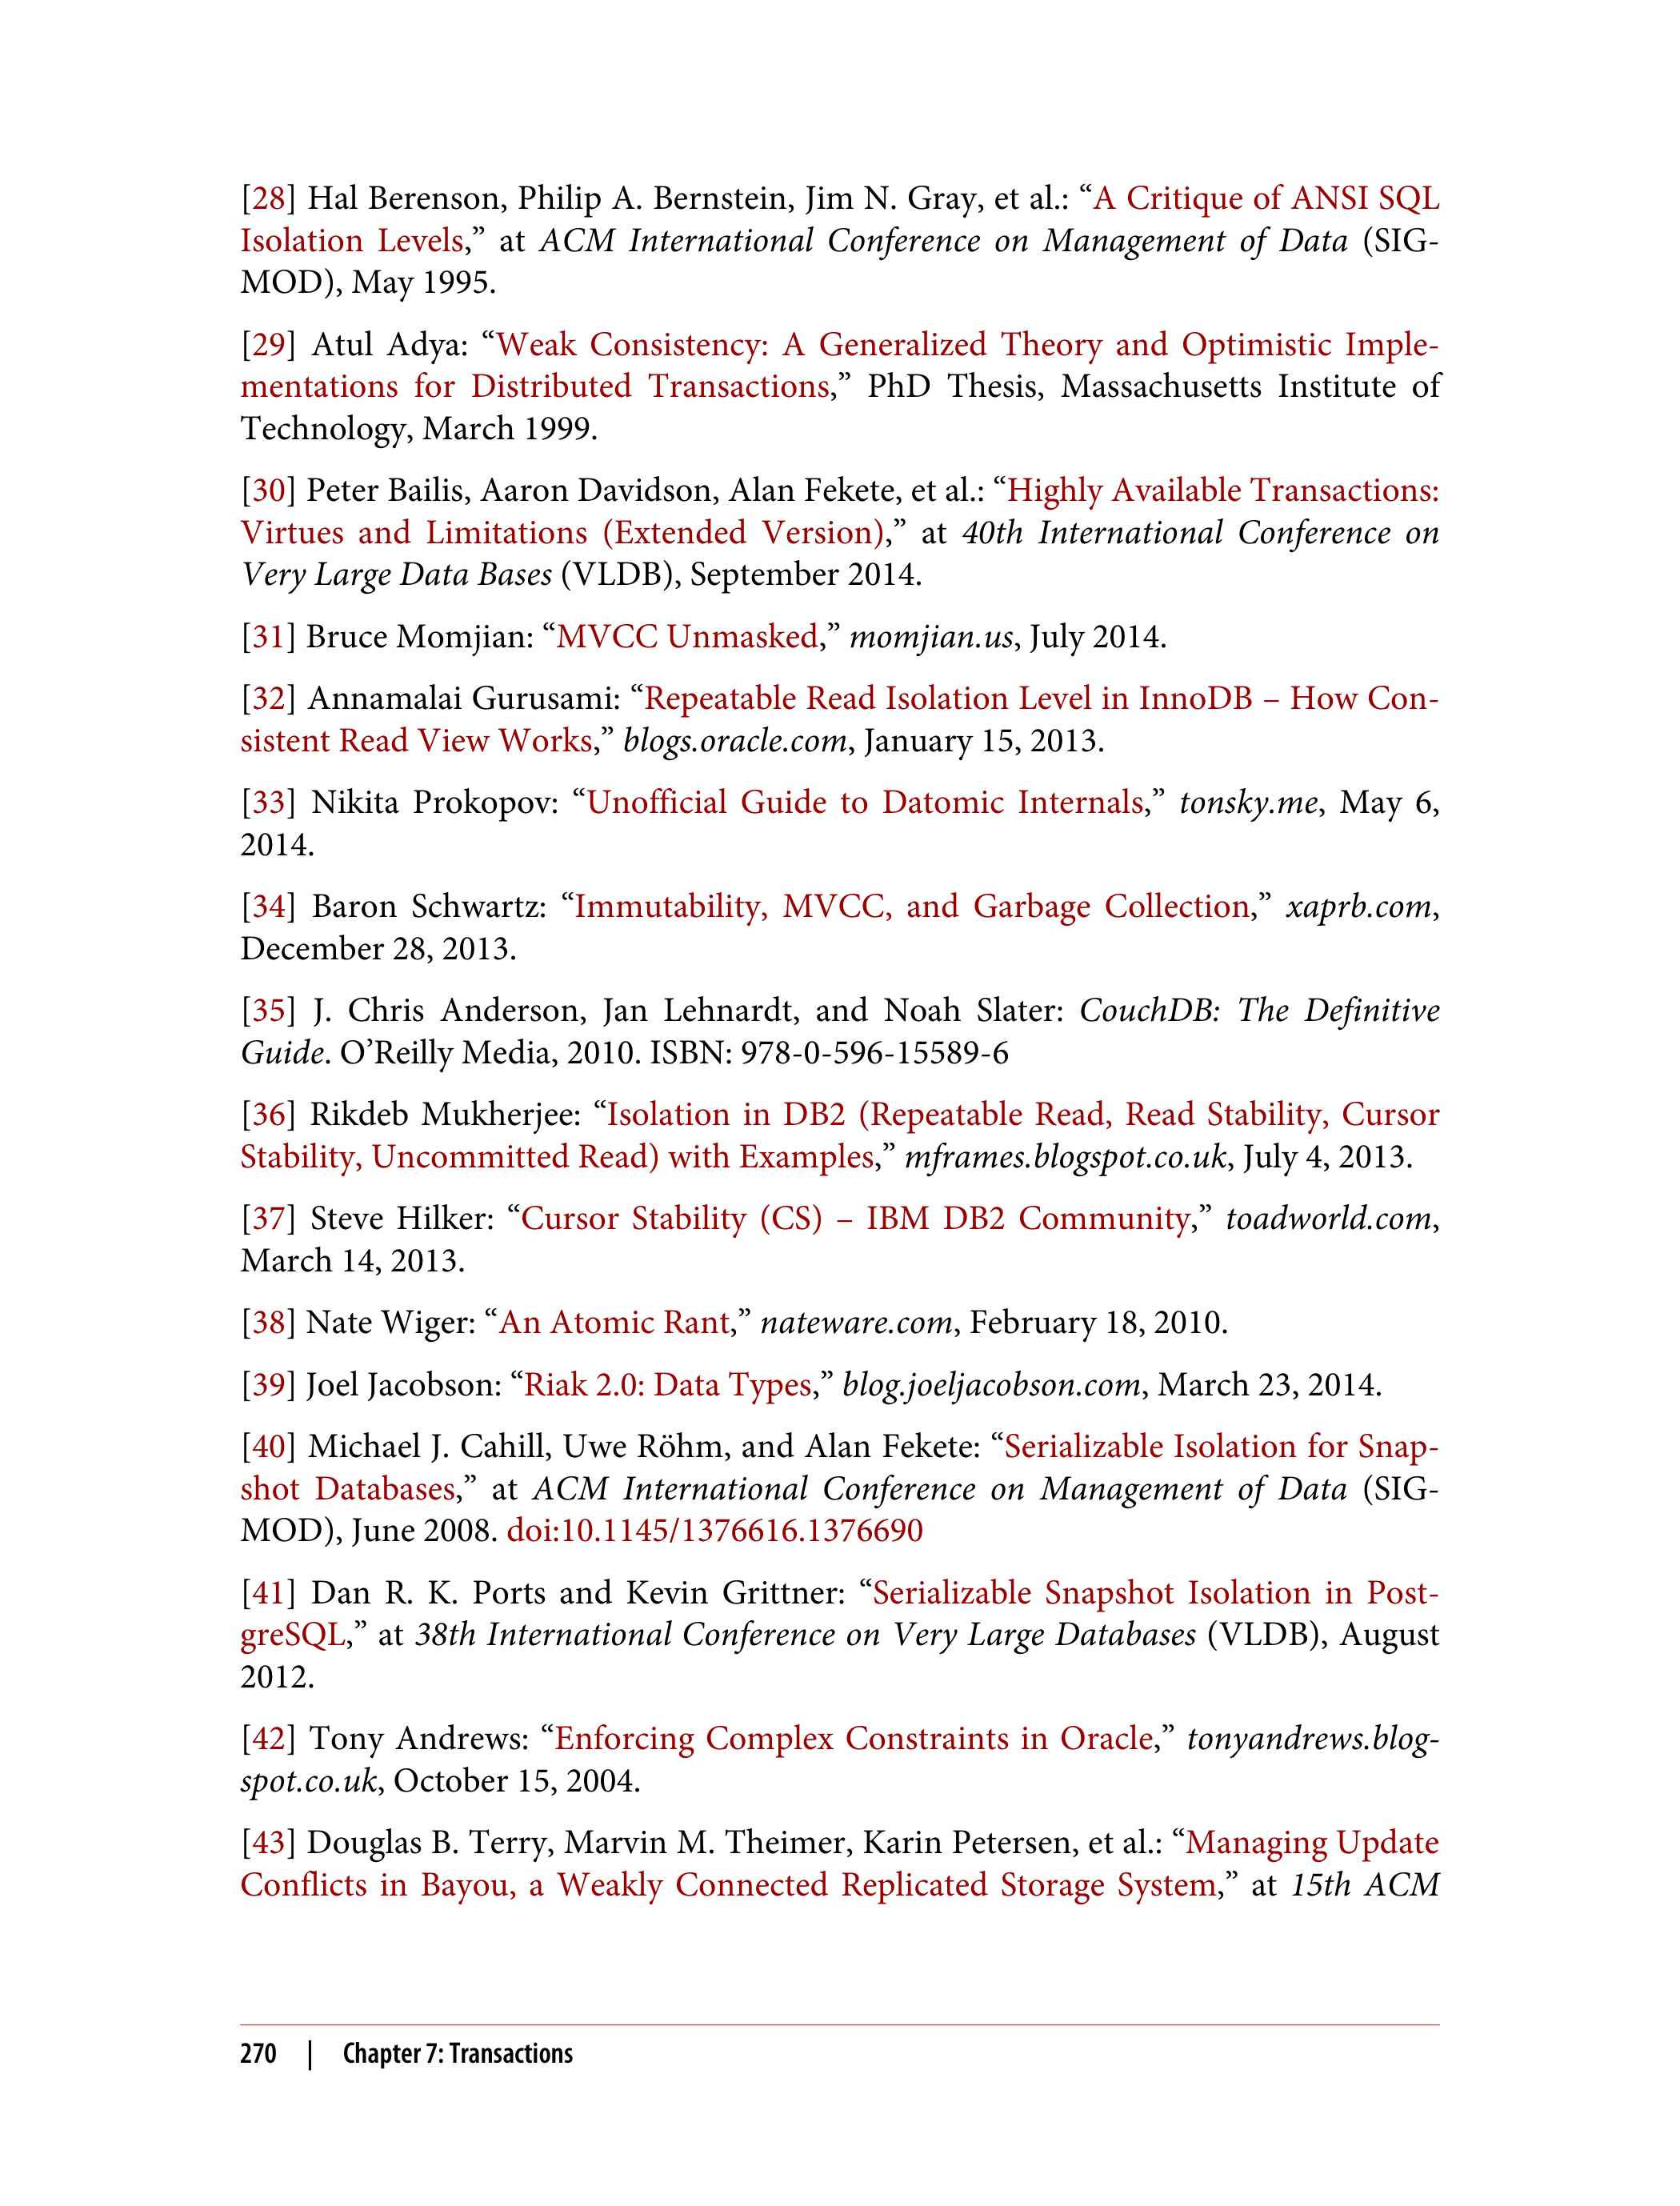 [28] Hal Berenson, Philip A. Bernstein, Jim N. Gray, et al.: “A Critique of ANSI SQL
Isolation Levels,” at ACM International Conference on Management of Data (SIG-
MOD), May 1995.
[29] Atul Adya: “Weak Consistency: A Generalized Theory and Optimistic Imple-
mentations for Distributed Transactions,” PhD Thesis, Massachusetts Institute of
Technology, March 1999.
[30] Peter Bailis, Aaron Davidson, Alan Fekete, et al.: “Highly Available Transactions:
Virtues and Limitations (Extended Version),” at 40th International Conference on
Very Large Data Bases (VLDB), September 2014.
[31] Bruce Momjian: “MVCC Unmasked,” momjian.us, July 2014.
[32] Annamalai Gurusami: “Repeatable Read Isolation Level in InnoDB – How Con-
sistent Read View Works,” blogs.oracle.com, January 15, 2013.
[33] Nikita Prokopov: “Unofficial Guide to Datomic Internals,” tonsky.me, May 6,
2014.
[34] Baron Schwartz: “Immutability, MVCC, and Garbage Collection,” xaprb.com,
December 28, 2013.
[35] J. Chris Anderson, Jan Lehnardt, and Noah Slater: CouchDB: The Definitive
Guide. O’Reilly Media, 2010. ISBN: 978-0-596-15589-6
[36] Rikdeb Mukherjee: “Isolation in DB2 (Repeatable Read, Read Stability, Cursor
Stability, Uncommitted Read) with Examples,” mframes.blogspot.co.uk, July 4, 2013.
[37] Steve Hilker: “Cursor Stability (CS) – IBM DB2 Community,” toadworld.com,
March 14, 2013.
[38] Nate Wiger: “An Atomic Rant,” nateware.com, February 18, 2010.
[39] Joel Jacobson: “Riak 2.0: Data Types,” blog.joeljacobson.com, March 23, 2014.
[40] Michael J. Cahill, Uwe Röhm, and Alan Fekete: “Serializable Isolation for Snap-
shot Databases,” at ACM International Conference on Management of Data (SIG-
MOD), June 2008. doi:10.1145/1376616.1376690
[41] Dan R. K. Ports and Kevin Grittner: “Serializable Snapshot Isolation in Post-
greSQL,” at 38th International Conference on Very Large Databases (VLDB), August
2012.
[42] Tony Andrews: “Enforcing Complex Constraints in Oracle,” tonyandrews.blog-
spot.co.uk, October 15, 2004.
[43] Douglas B. Terry, Marvin M. Theimer, Karin Petersen, et al.: “Managing Update
Conflicts in Bayou, a Weakly Connected Replicated Storage System,” at 15th ACM
270 | Chapter 7: Transactions